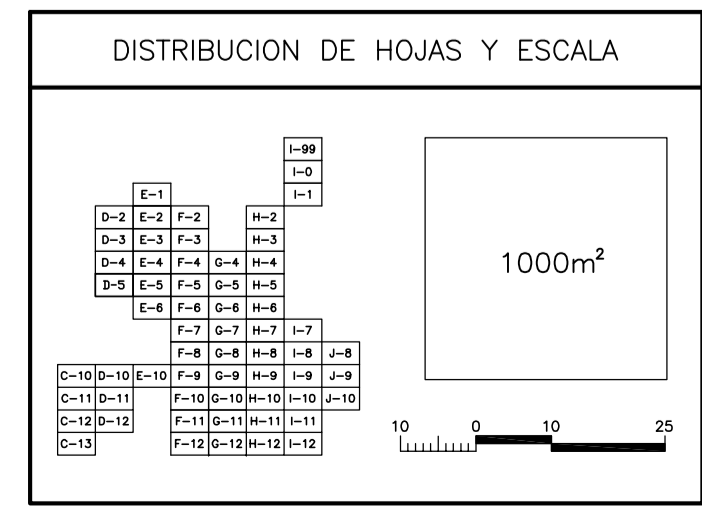 DISTRIBUCION DE HOJAS Y ESCALA
I-99
I-0
E-1 I-1
D-2 E-2 F-2 H-2
D-3 E-3 F-3 H-3
D-4 E-4 F-4 G-4 H-4
D-5 E-5 F-5 G-5 H-5
E-6 F-6 G-6 H-6
F-7 G-7 H-7 I-7
F-8 G-8 H-8 I-8 J-8
C-10 D-10 E-10 F-9 G-9 H-9 I-9 J-9
C-11 D-11 F-10 G-10 H-10 I-10 J-10
C-12 D-12 F-11 G-11 H-11 I-11
C-13 F-12 G-12 H-12 I-12
1000m²
10 0 10 25